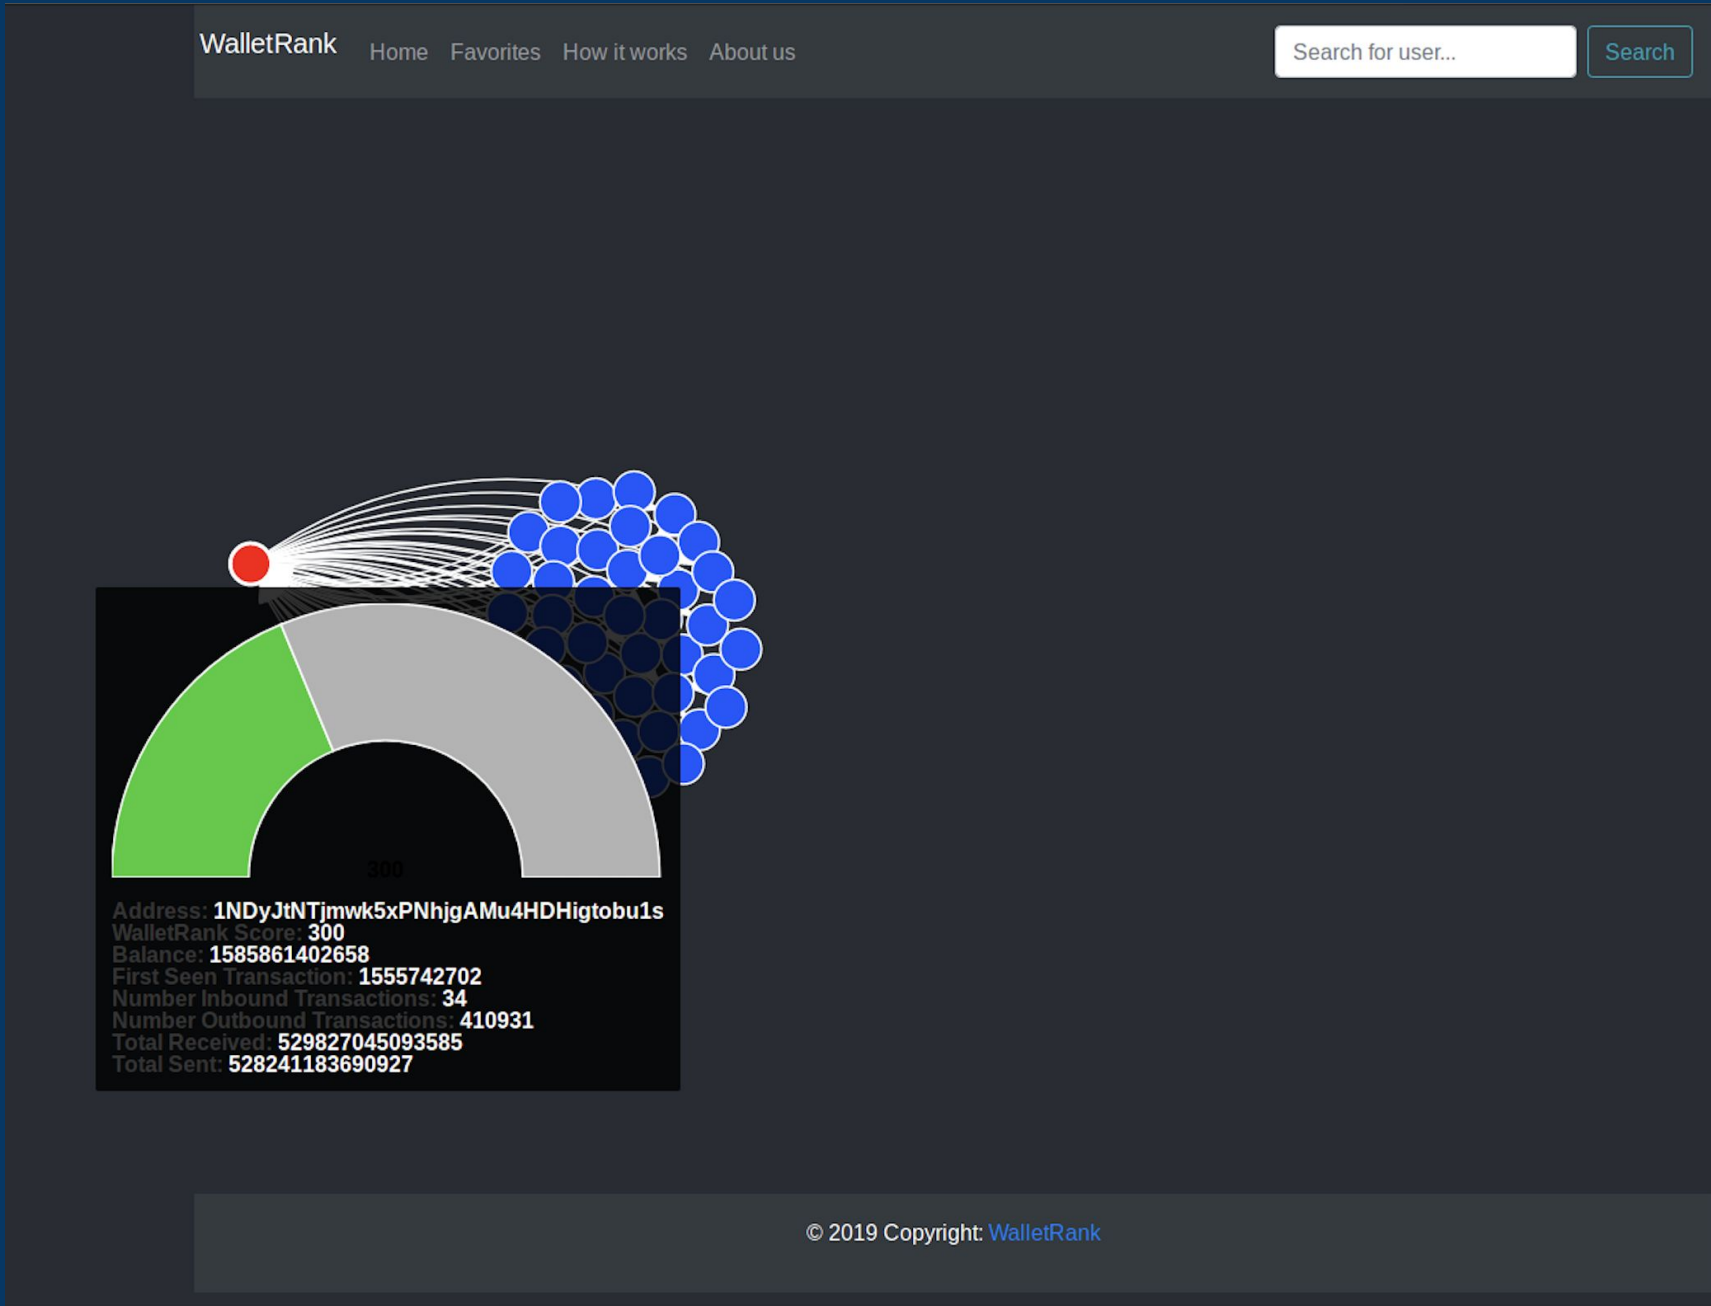 WalletRank Home Favorites How it works About us Search for user... Search
300
Address: 1NDyJtNTjmwk5xPNhjgAMu4HDHigtobu1s
WalletRank Score: 300
Balance: 1585861402658
First Seen Transaction: 1555742702
Number Inbound Transactions: 34
Number Outbound Transactions: 410931
Total Received: 529827045093585
Total Sent: 528241183690927
© 2019 Copyright: WalletRank